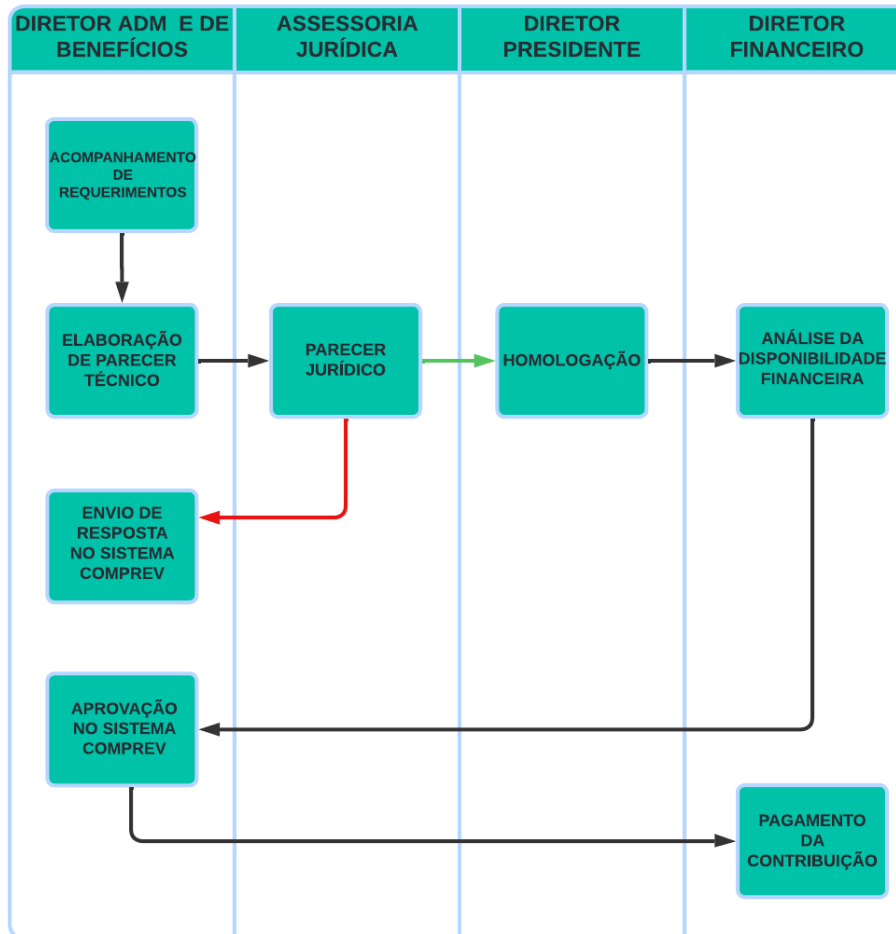 DIRETOR ADM E DE
BENEFÍCIOS
ASSESSORIA
JURÍDICA
DIRETOR
PRESIDENTE
DIRETOR
FINANCEIRO
ACOMPANHAMENTO
DE
REQUERIMENTOS
ELABORAÇÃO
DE PARECER
TÉCNICO
PARECER
JURÍDICO
HOMOLOGAÇÃO
ANÁLISE DA
DISPONIBILIDADE
FINANCEIRA
ENVIO DE
RESPOSTA
NO SISTEMA
COMPREV
APROVAÇÃO
NO SISTEMA
COMPREV
PAGAMENTO
DA
CONTRIBUIÇÃO